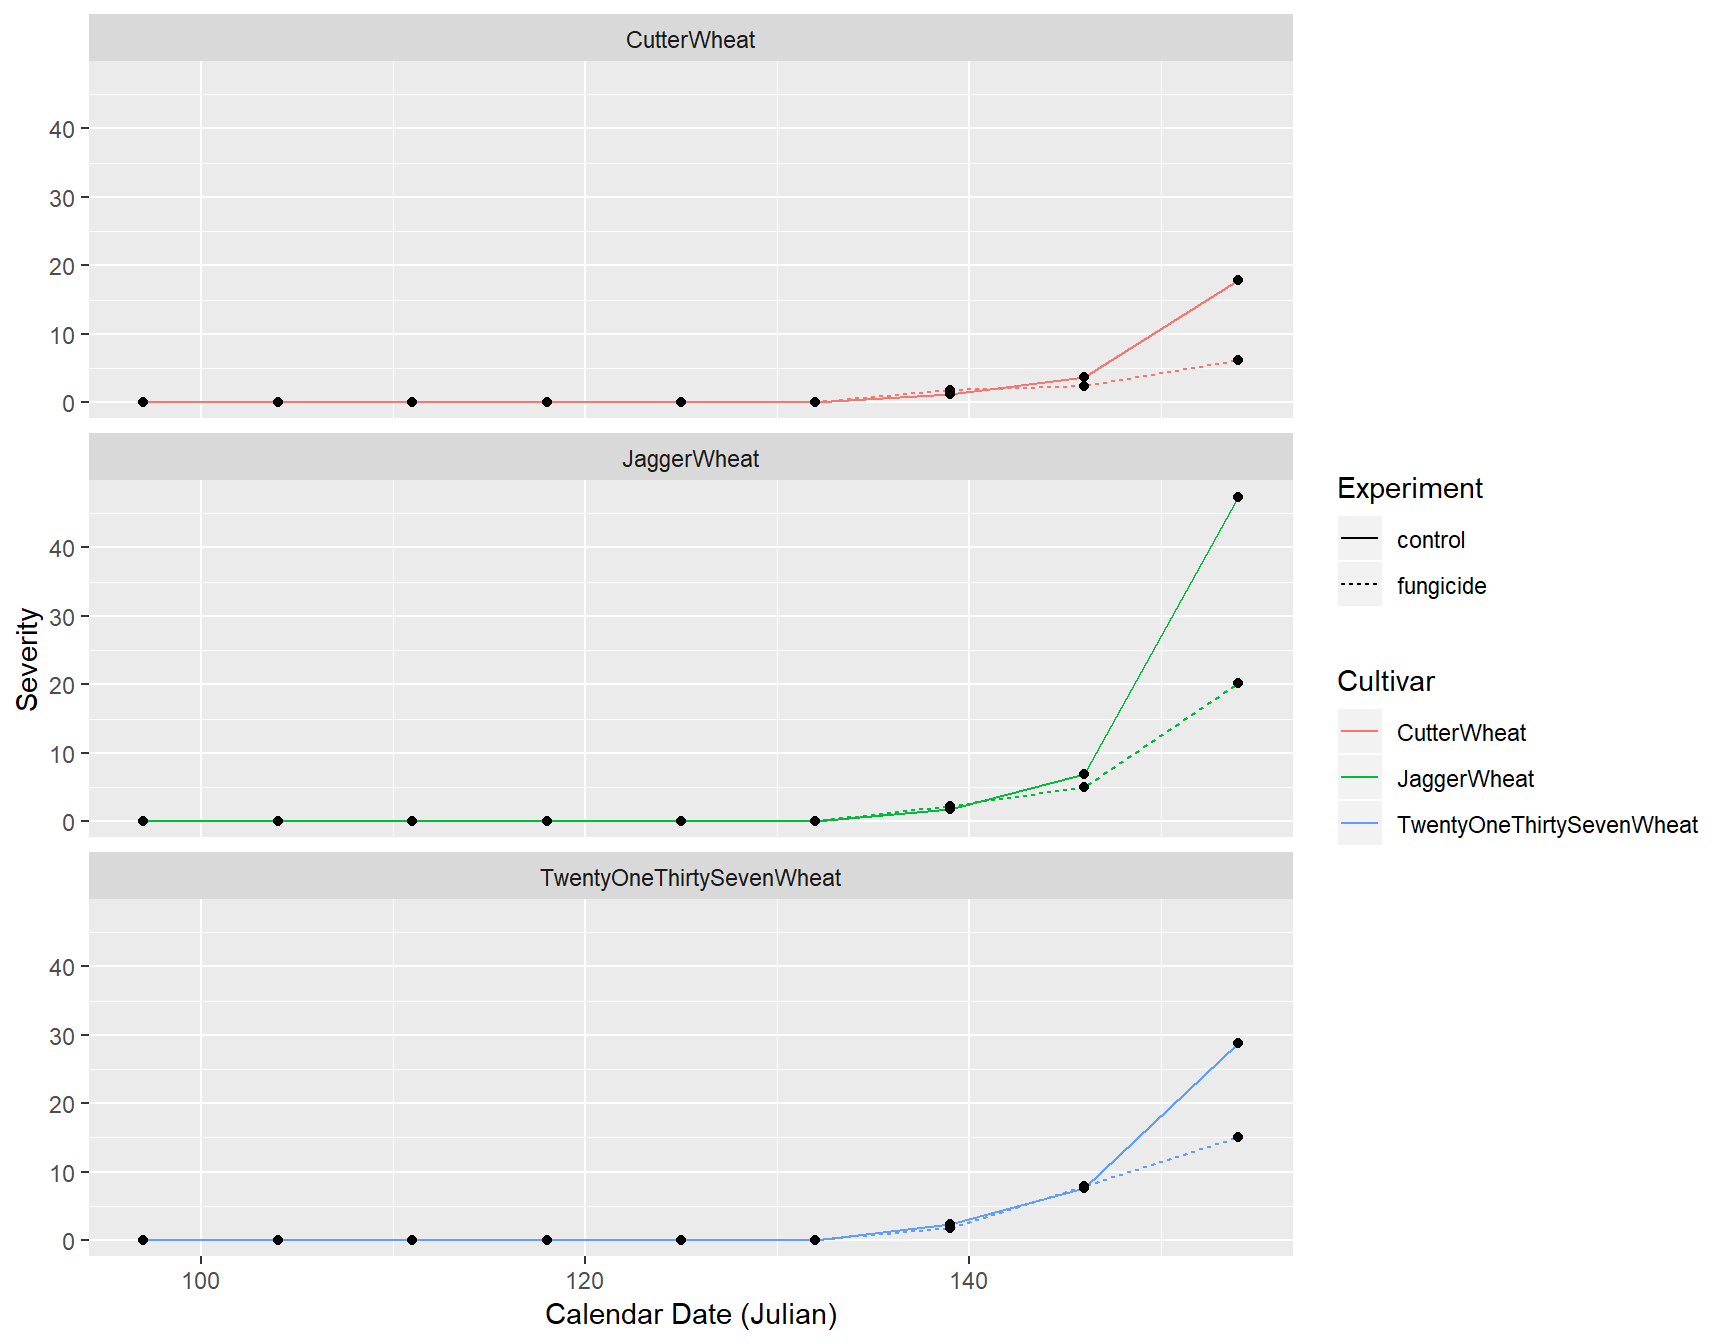 CutterWheat
40
30
20
10
0
JaggerWheat
40
30
20
10
0
TwentyOneThirtySevenWheat
40
30
20
10
0
100 120 140
Calendar Date (Julian)
Severity
Experiment
control
fungicide
Cultivar
CutterWheat
JaggerWheat
TwentyOneThirtySevenWheat